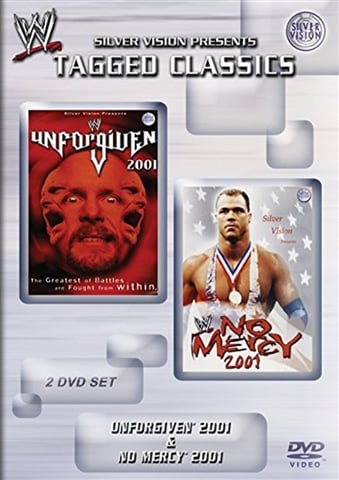 W
SILVER VISION PRESENTS
SILVER
VISION
TAGGED CLASSICS
Silver Vision Presents
W
UNFORGIVEN
2001
The Greatest of Battles
are Fought from Within.
Silver
Vision
Presents
W
NO
MERCY
2001
2 DVD SET
UNFORGIVEN® 2001
&
NO MERCY® 2001
DVD
VIDEO